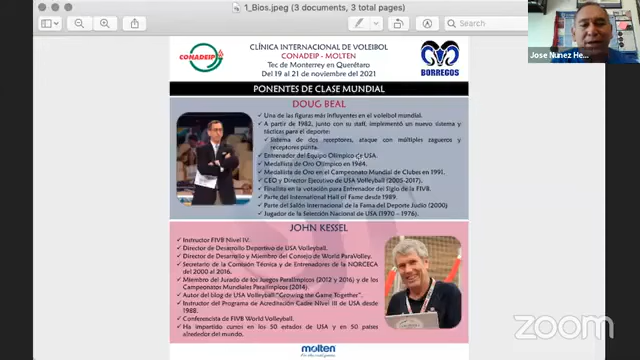 1_Bios.jpeg (3 documents, 3 total pages)
Search
Jose Nunez He...
CONADEIP
CLÍNICA INTERNACIONAL DE VOLEIBOL
CONADEIP - MOLTEN
Tec de Monterrey en Querétaro
Del 19 al 21 de noviembre del 2021
BORREGOS
PONENTES DE CLASE MUNDIAL
DOUG BEAL
✓ Una de las figuras más influyentes en el voleibol mundial.
✓ A partir de 1982, junto con su staff, implementó un nuevo sistema y
tácticas para el deporte:
✓ Sistema de dos receptores, ataque con múltiples zagueros y
receptores punta.
✓ Entrenador del Equipo Olímpico de USA.
✓ Medallista de Oro Olímpico en 1984.
✓ Medallista de Oro en el Campeonato Mundial de Clubes en 1991.
✓ CEO y Director Ejecutivo de USA Volleyball (2005-2017).
✓ Finalista en la votación para Entrenador del Siglo de la FIVB.
✓ Parte del International Hall of Fame desde 1989.
✓ Parte del Salón Internacional de la Fama del Deporte Judío (2000)
✓ Jugador de la Selección Nacional de USA (1970 - 1976).
JOHN KESSEL
✓ Instructor FIVB Nivel IV.
✓ Director de Desarrollo Deportivo de USA Volleyball.
✓ Director de Desarrollo y Miembro del Consejo de World ParaVolley.
✓ Secretario de la Comisión Técnica y de Entrenadores de la NORCECA
del 2000 al 2016.
✓ Miembro del Jurado de los Juegos Paralímpicos (2012 y 2016) y de los
Campeonatos Mundiales Paralímpicos (2014).
✓ Autor del blog de USA Volleyball "Growing the Game Together".
✓ Instructor del Programa de Acreditación Cadre Nivel III de USA desde
1988.
✓ Conferencista de FIVB World Volleyball.
✓ Ha impartido cursos en los 50 estados de USA y en 50 países
alrededor del mundo.
molten
zoom